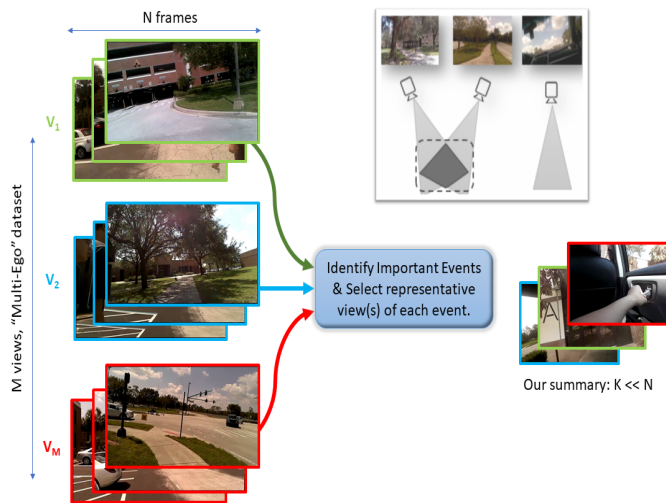 N frames
V1
M views, "Multi-Ego" dataset
V2
Identify Important Events
& Select representative
view(s) of each event.
Our summary: K << N
VM